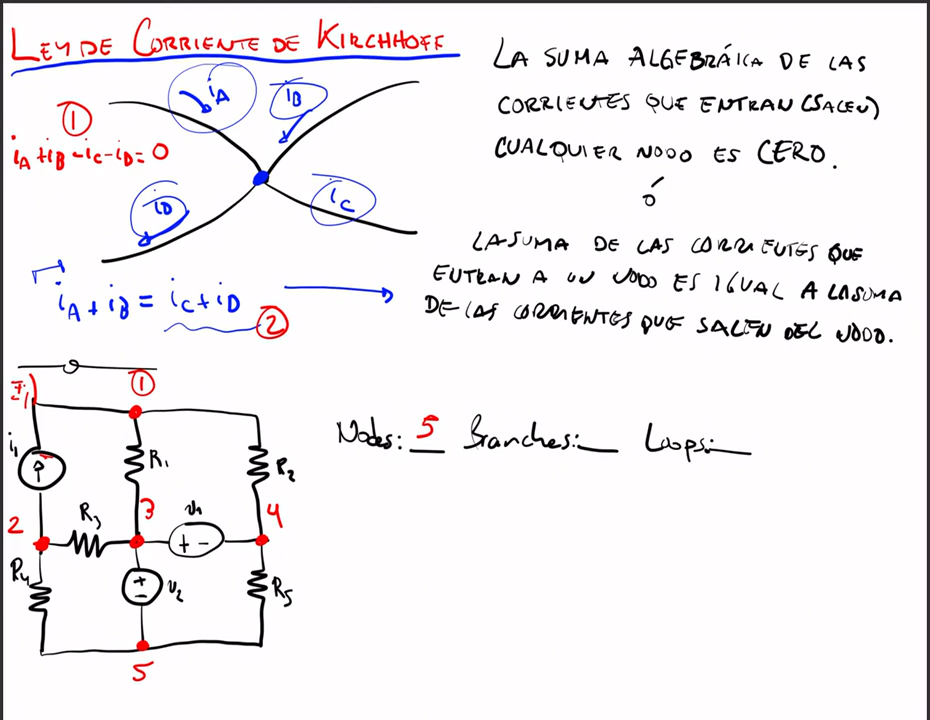 LEY DE CORRIENTE DE KIRCHHOFF
1
iA + iB - iC - iD = 0
iA
iB
iD
iC
iA + iB = iC + iD
2
LA SUMA ALGEBRÁICA DE LAS
CORRIENTES QUE ENTRAN (SALEN)
CUALQUIER NODO ES CERO.
Ó
LA SUMA DE LAS CORRIENTES QUE
ENTRAN A UN NODO ES IGUAL A LA SUMA
DE LAS CORRIENTES QUE SALEN DEL NODO.
Nodes: 5 Branches: __ Loops: __
1
i1
R1
R2
2
R3
3
v1
4
+ -
R4
+
-
v2
R5
5